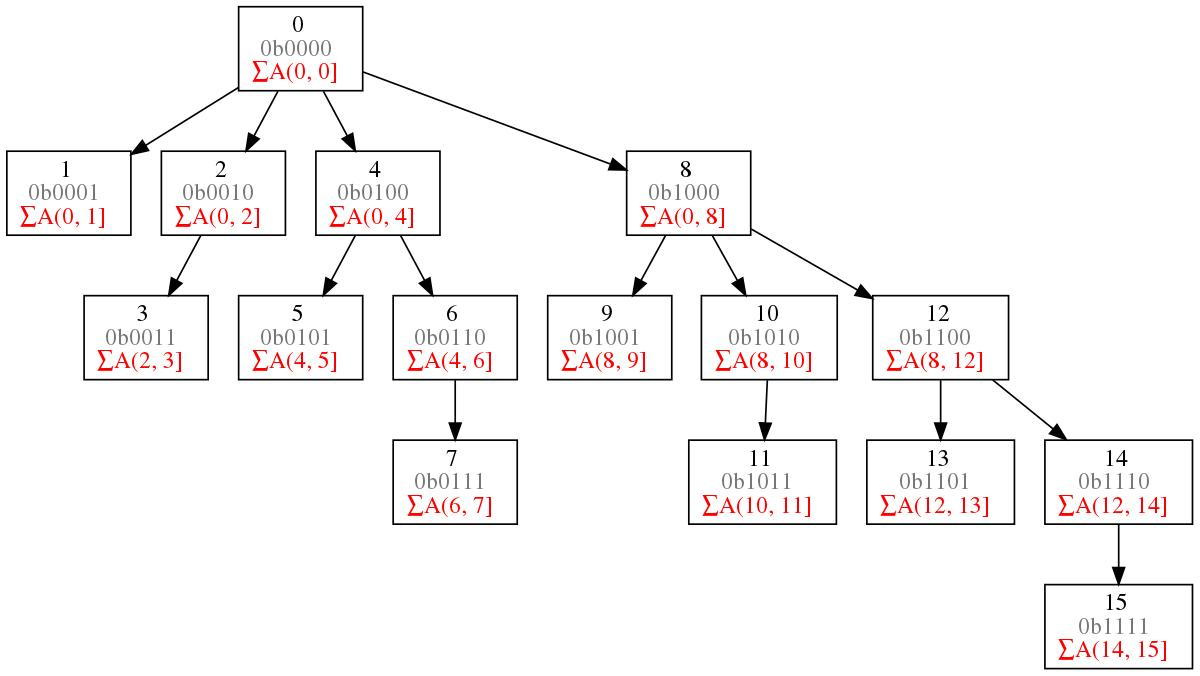 0
0b0000
∑A(0, 0]
1
0b0001
∑A(0, 1]
2
0b0010
∑A(0, 2]
4
0b0100
∑A(0, 4]
8
0b1000
∑A(0, 8]
3
0b0011
∑A(2, 3]
5
0b0101
∑A(4, 5]
6
0b0110
∑A(4, 6]
9
0b1001
∑A(8, 9]
10
0b1010
∑A(8, 10]
12
0b1100
∑A(8, 12]
7
0b0111
∑A(6, 7]
11
0b1011
∑A(10, 11]
13
0b1101
∑A(12, 13]
14
0b1110
∑A(12, 14]
15
0b1111
∑A(14, 15]